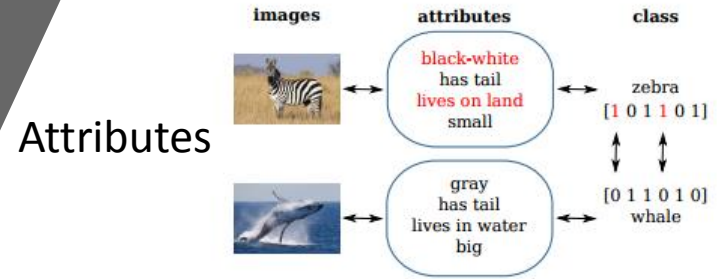 images attributes class
Attributes
black-white
has tail
lives on land
small
zebra
[1 0 1 1 0 1]
gray
has tail
lives in water
big
[0 1 1 0 1 0]
whale